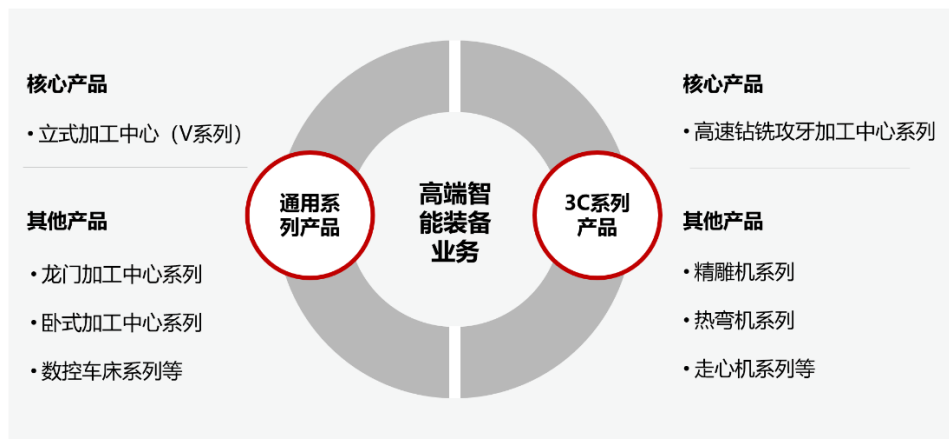 核心产品
• 立式加工中心（V系列）
其他产品
• 龙门加工中心系列
• 卧式加工中心系列
• 数控车床系列等
通用系
列产品
高端智
能装备
业务
3C系列
产品
核心产品
• 高速钻铣攻牙加工中心系列
其他产品
• 精雕机系列
• 热弯机系列
• 走心机系列等